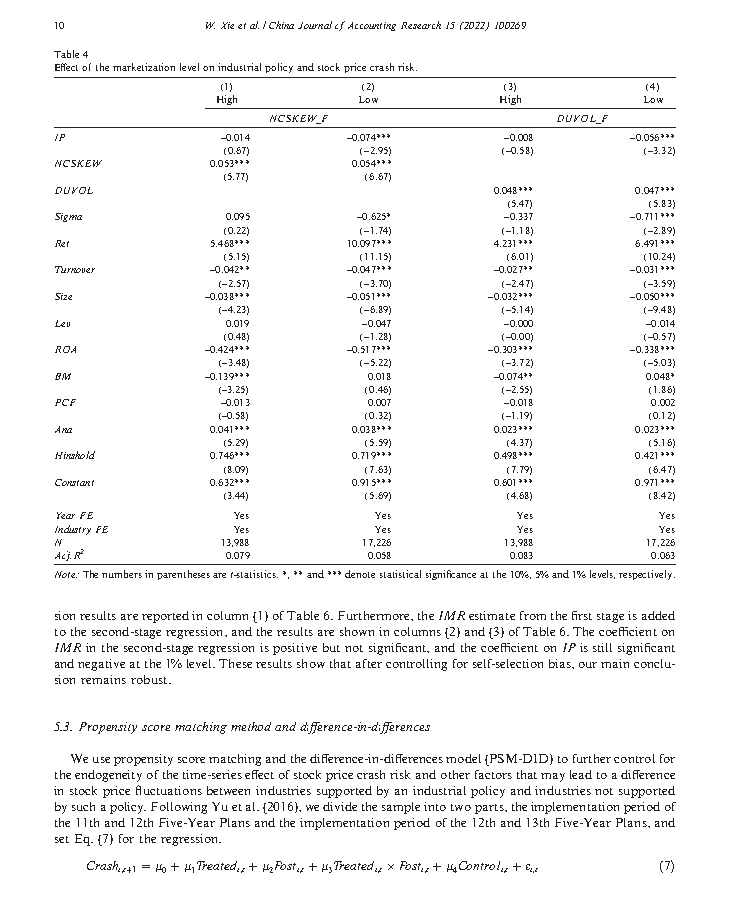 10 W. Xie et al. / China Journal of Accounting Research 15 (2022) 100269
Table 4
Effect of the marketization level on industrial policy and stock price crash risk.
(1) (2) (3) (4)
High Low High Low
NCSKEW_F DUVOL_F
IP −0.014 −0.074*** −0.008 −0.056***
(0.67) (−2.95) (−0.58) (−3.32)
NCSKEW 0.053*** 0.054***
(5.77) (6.67)
DUVOL 0.048*** 0.047***
(5.47) (5.83)
Sigma 0.095 −0.625* −0.337 −0.711***
(0.22) (−1.74) (−1.18) (−2.89)
Ret 5.468*** 10.097*** 4.231*** 6.491***
(5.15) (11.15) (6.01) (10.24)
Turnover −0.042** −0.047*** −0.027** −0.031***
(−2.57) (−3.70) (−2.47) (−3.59)
Size −0.038*** −0.051*** −0.032*** −0.050***
(−4.23) (−6.89) (−5.14) (−9.48)
Lev 0.019 −0.047 −0.000 −0.014
(0.48) (−1.28) (−0.00) (−0.57)
ROA −0.424*** −0.517*** −0.303*** −0.338***
(−3.48) (−5.22) (−3.72) (−5.03)
BM −0.139*** 0.018 −0.074** 0.048*
(−3.25) (0.46) (−2.55) (1.86)
PCF −0.013 0.007 −0.018 0.002
(−0.58) (0.32) (−1.19) (0.12)
Ana 0.041*** 0.038*** 0.023*** 0.023***
(5.29) (5.59) (4.37) (5.16)
Hinshold 0.746*** 0.719*** 0.498*** 0.421***
(8.09) (7.63) (7.79) (6.47)
Constant 0.632*** 0.915*** 0.601*** 0.971***
(3.44) (5.69) (4.68) (8.42)
Year FE Yes Yes Yes Yes
Industry FE Yes Yes Yes Yes
N 13,988 17,226 13,988 17,226
Adj. R² 0.079 0.058 0.083 0.063
Note: The numbers in parentheses are t-statistics. *, ** and *** denote statistical significance at the 10%, 5% and 1% levels, respectively.
sion results are reported in column (1) of Table 6. Furthermore, the IMR estimate from the first stage is added
to the second-stage regression, and the results are shown in columns (2) and (3) of Table 6. The coefficient on
IMR in the second-stage regression is positive but not significant, and the coefficient on IP is still significant
and negative at the 1% level. These results show that after controlling for self-selection bias, our main conclu-
sion remains robust.
5.3. Propensity score matching method and difference-in-differences
We use propensity score matching and the difference-in-differences model (PSM-DID) to further control for
the endogeneity of the time-series effect of stock price crash risk and other factors that may lead to a difference
in stock price fluctuations between industries supported by an industrial policy and industries not supported
by such a policy. Following Yu et al. (2016), we divide the sample into two parts, the implementation period of
the 11th and 12th Five-Year Plans and the implementation period of the 12th and 13th Five-Year Plans, and
set Eq. (7) for the regression.
Crash_{i,t+1} = μ₀ + μ₁Treated_{i,t} + μ₂Post_{i,t} + μ₃Treated_{i,t} × Post_{i,t} + μ₄Control_{i,t} + ε_{i,t} (7)